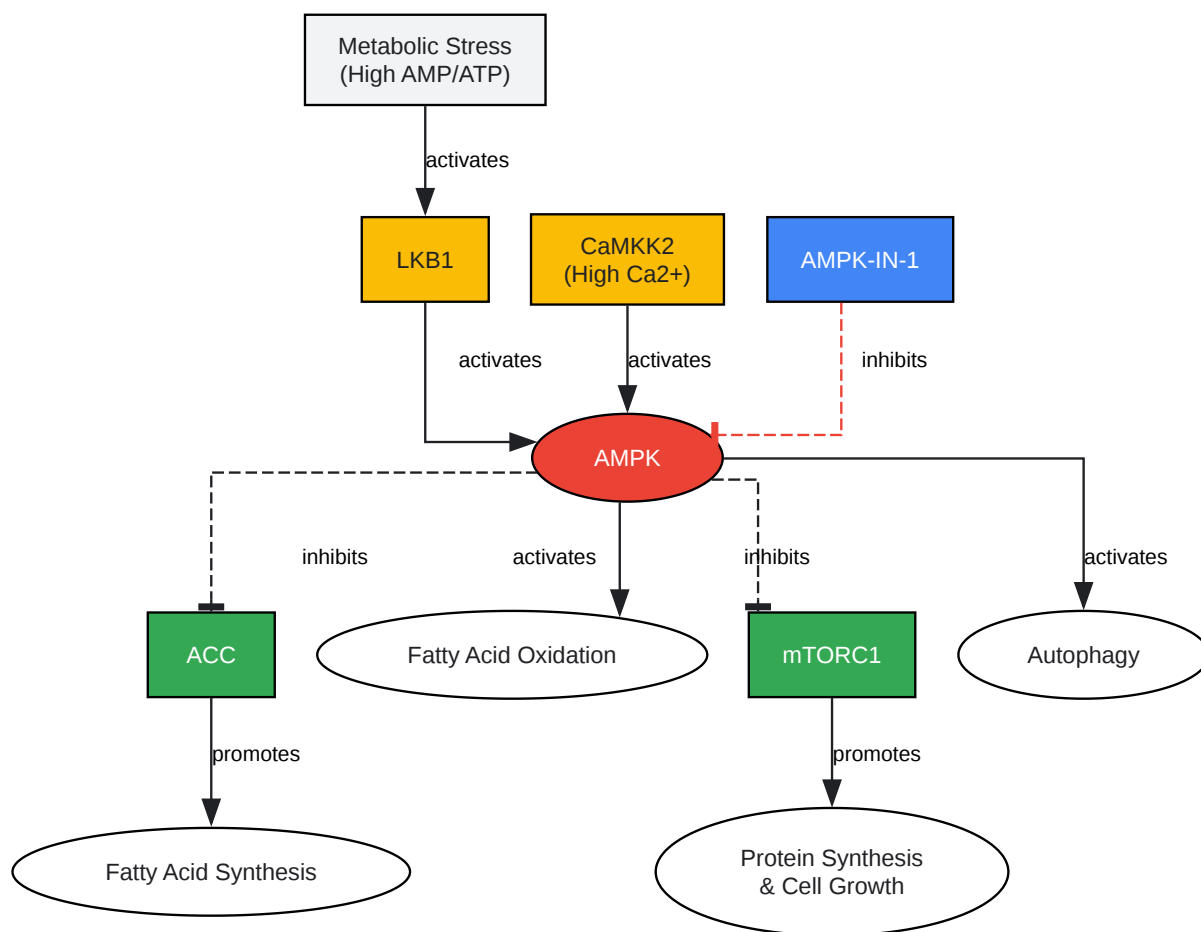 Metabolic Stress
(High AMP/ATP)
activates
LKB1
CaMKK2
(High Ca2+)
AMPK-IN-1
activates
activates
inhibits
AMPK
inhibits
activates
inhibits
activates
ACC
Fatty Acid Oxidation
mTORC1
Autophagy
promotes
promotes
Fatty Acid Synthesis
Protein Synthesis
& Cell Growth